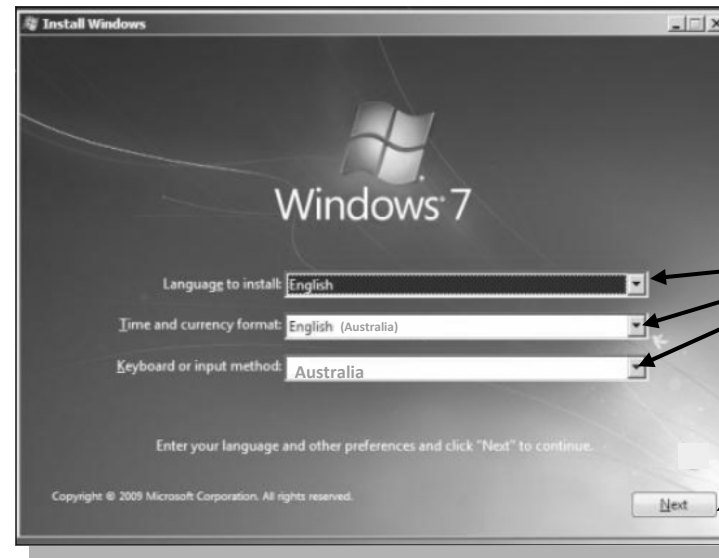 Install Windows
Windows® 7
Language to install: English
Time and currency format: English (Australia)
Keyboard or input method: Australia
Enter your language and other preferences and click "Next" to continue.
Copyright © 2009 Microsoft Corporation. All rights reserved.
Next